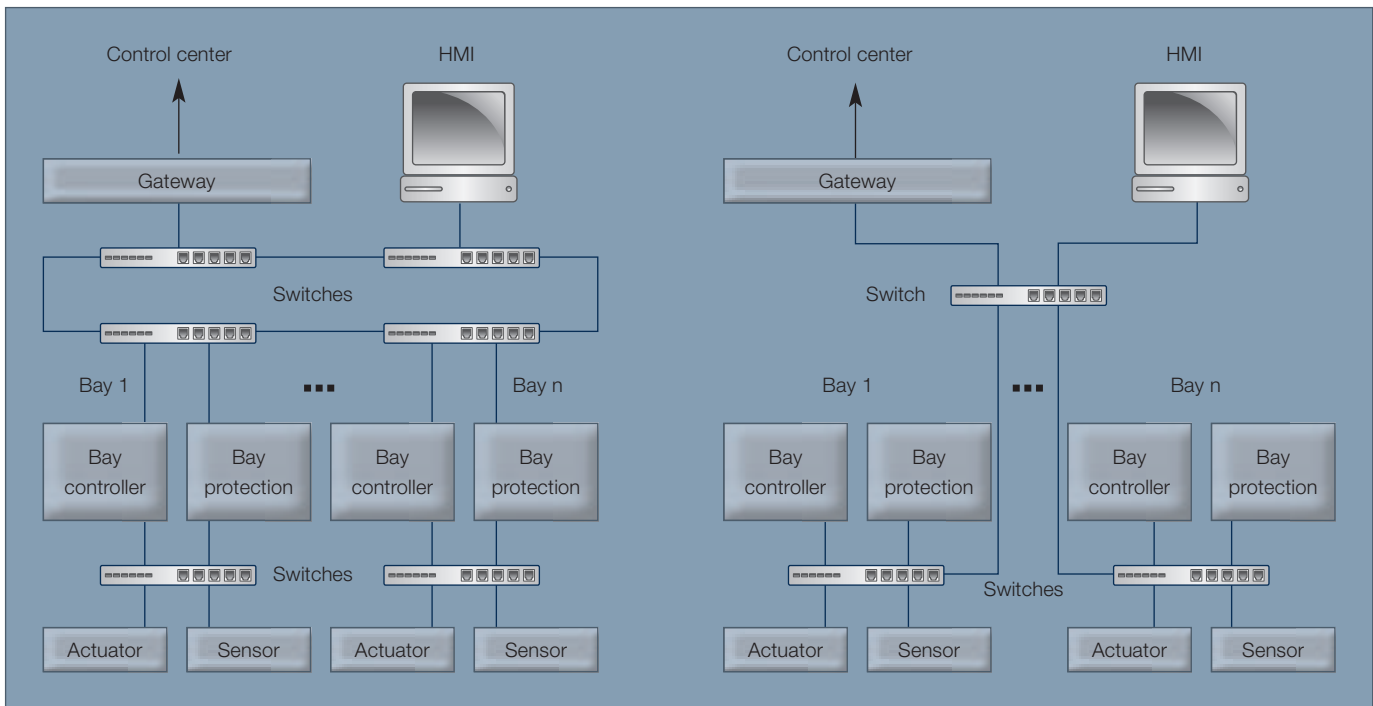 Control center
HMI
Gateway
Switches
Bay 1
...
Bay n
Bay
controller
Bay
protection
Bay
controller
Bay
protection
Switches
Actuator
Sensor
Actuator
Sensor
Control center
HMI
Gateway
Switch
Bay 1
...
Bay n
Bay
controller
Bay
protection
Bay
controller
Bay
protection
Switches
Actuator
Sensor
Actuator
Sensor